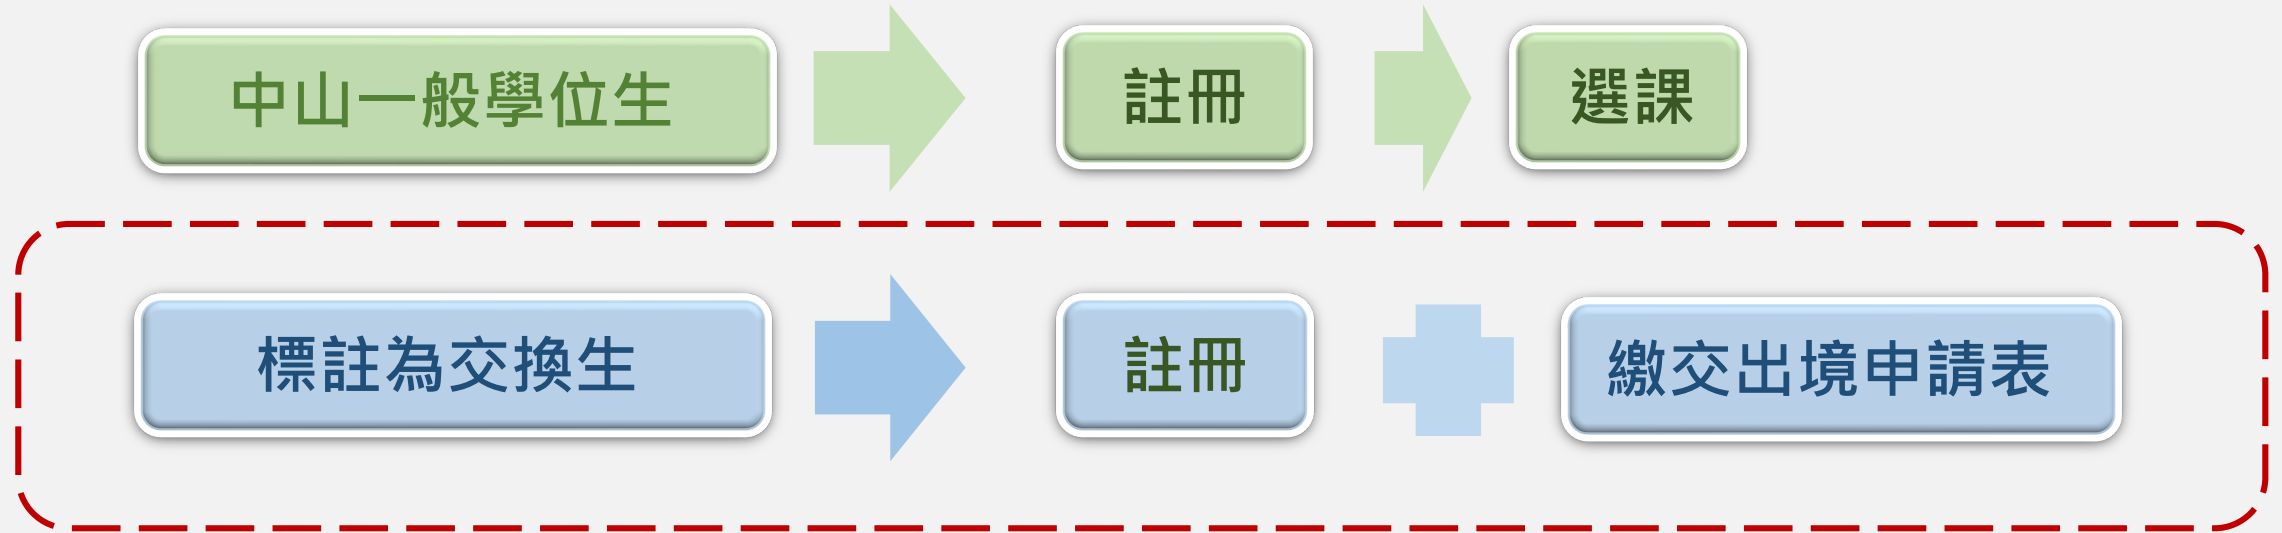 中山一般學位生 註冊 選課
標註為交換生 註冊 繳交出境申請表